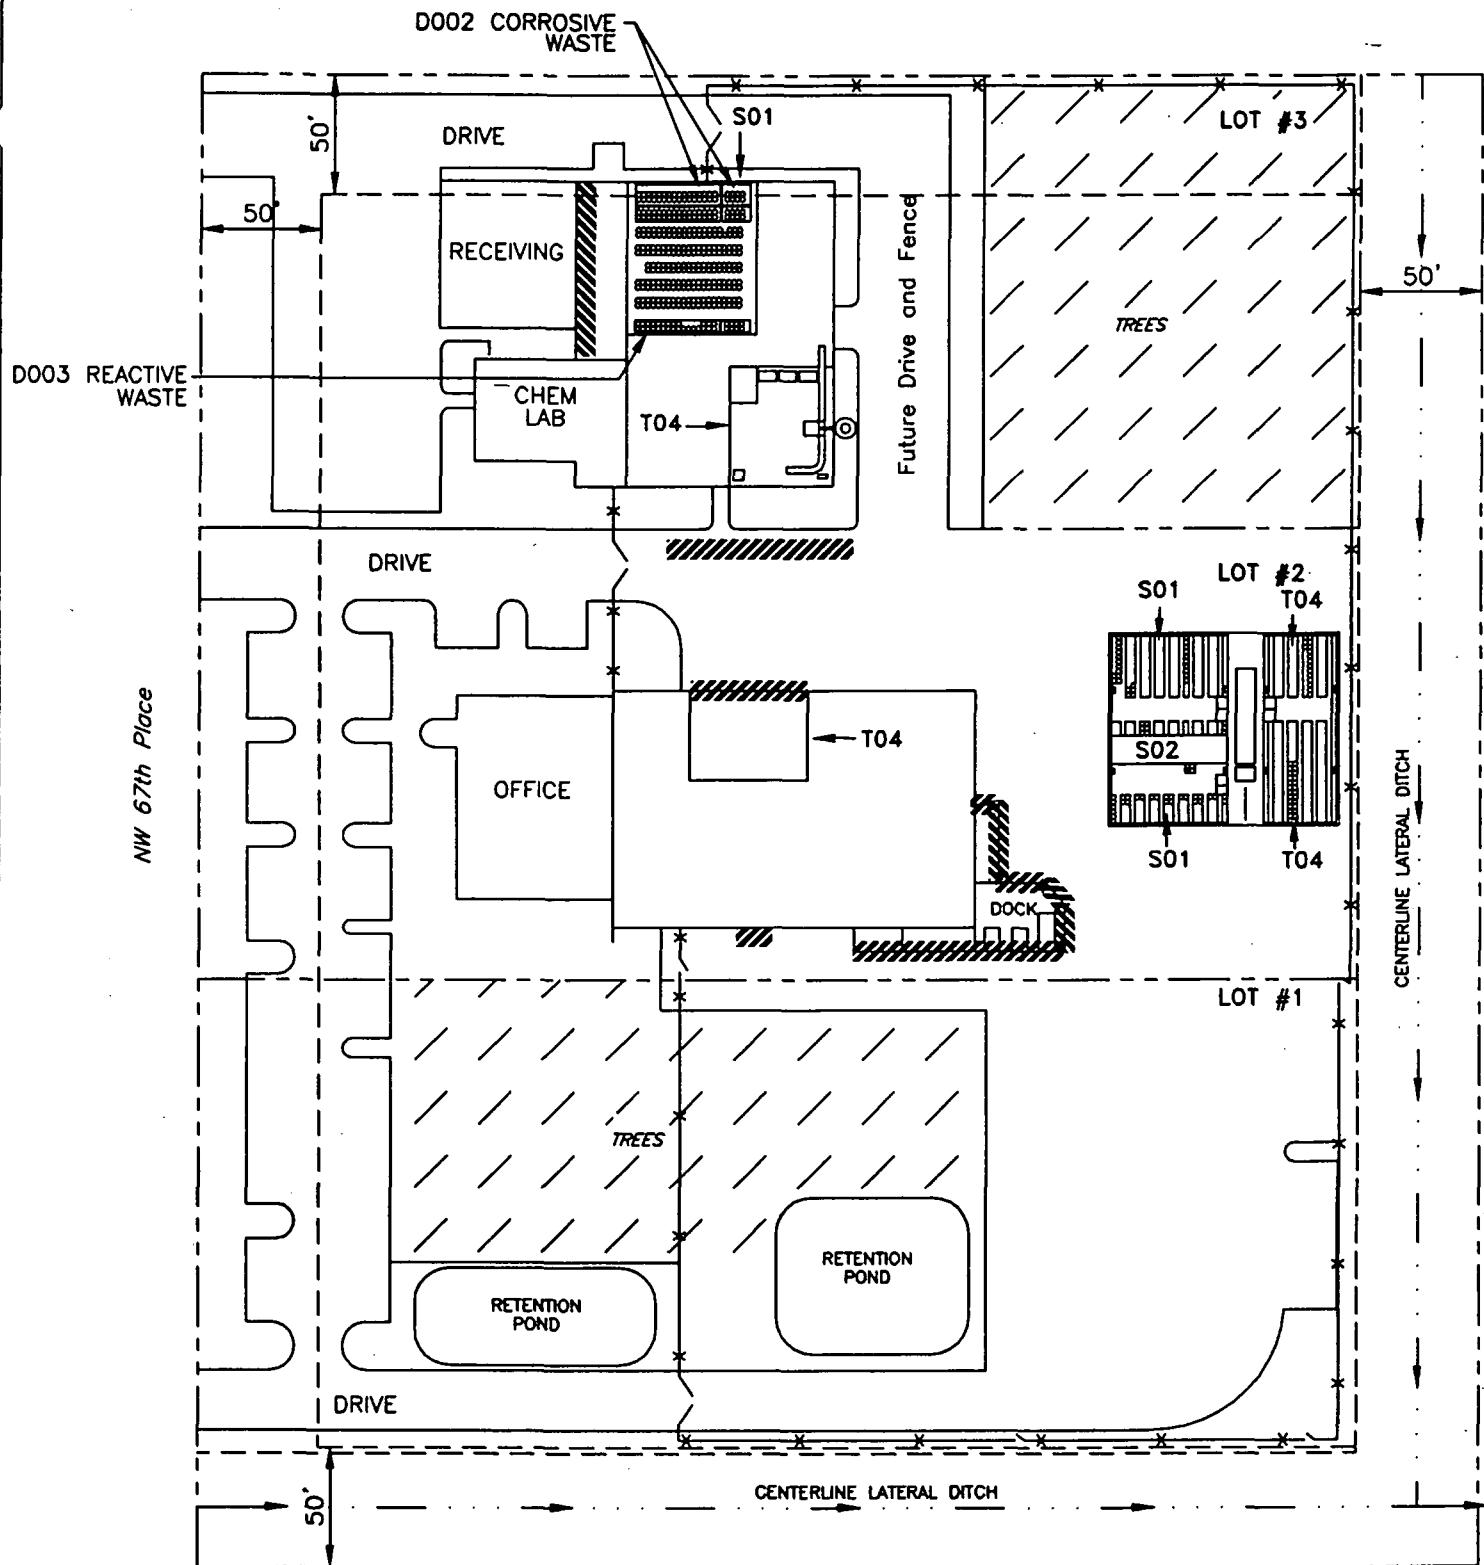 D002 CORROSIVE
WASTE
S01
LOT #3
50'
DRIVE
50'
RECEIVING
Future Drive and Fence
50'
TREES
D003 REACTIVE
WASTE
CHEM
LAB
T04
DRIVE
LOT #2
S01
T04
NW 67th Place
T04
S02
OFFICE
CENTERLINE LATERAL DITCH
S01
T04
DOCK
LOT #1
TREES
RETENTION
POND
RETENTION
POND
DRIVE
50'
CENTERLINE LATERAL DITCH